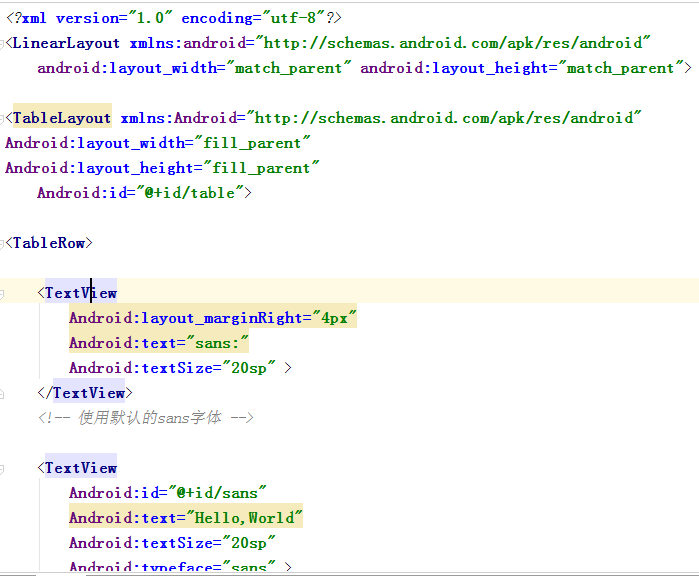 <?xml version="1.0" encoding="utf-8"?>
<LinearLayout xmlns:android="http://schemas.android.com/apk/res/android"
android:layout_width="match_parent" android:layout_height="match_parent">
<TableLayout xmlns:Android="http://schemas.android.com/apk/res/android"
Android:layout_width="fill_parent"
Android:layout_height="fill_parent"
Android:id="@+id/table">
<TableRow>
<TextView
Android:layout_marginRight="4px"
Android:text="sans:"
Android:textSize="20sp" >
</TextView>
<!-- 使用默认的sans字体 -->
<TextView
Android:id="@+id/sans"
Android:text="Hello,World"
Android:textSize="20sp"
Android:typeface="sans" >